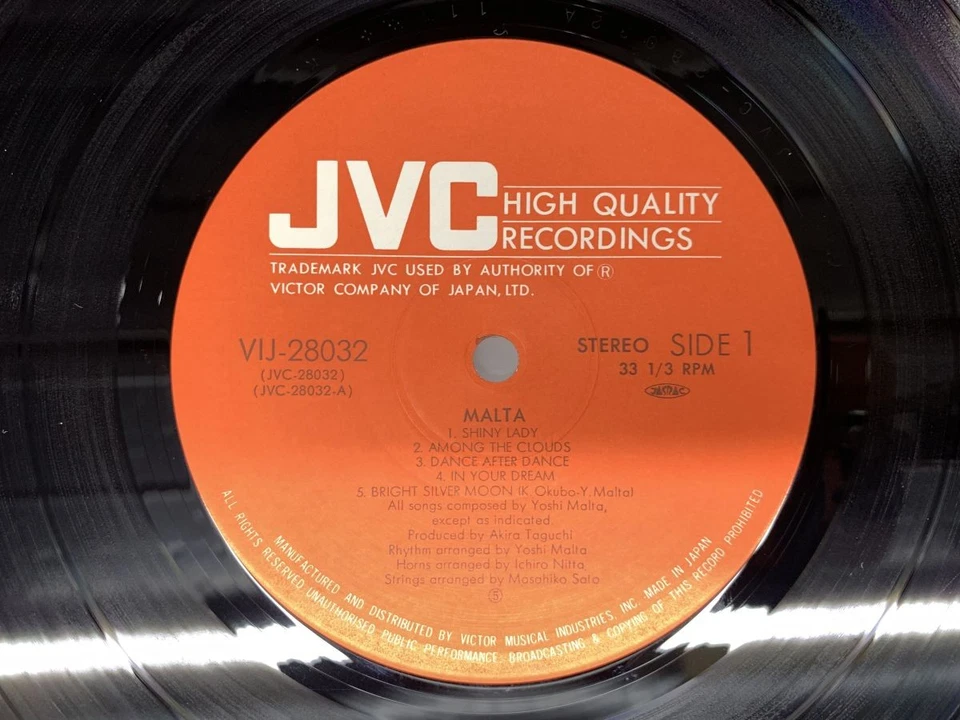 JVC HIGH QUALITY
RECORDINGS
TRADEMARK JVC USED BY AUTHORITY OF Ⓡ
VICTOR COMPANY OF JAPAN, LTD.
VIJ-28032
(JVC-28032)
(JVC-28032-A)
STEREO SIDE 1
33 1/3 RPM
JASRAC
MALTA
1. SHINY LADY
2. AMONG THE CLOUDS
3. DANCE AFTER DANCE
4. IN YOUR DREAM
5. BRIGHT SILVER MOON (K. Okubo-Y. Malta)
All songs composed by Yoshi Malta,
except as indicated.
Produced by Akira Taguchi
Rhythm arranged by Yoshi Malta
Horns arranged by Ichiro Nitta
Strings arranged by Masahiko Sato
⑤
MANUFACTURED AND DISTRIBUTED BY VICTOR MUSICAL INDUSTRIES, INC. MADE IN JAPAN
ALL RIGHTS RESERVED. UNAUTHORISED PUBLIC PERFORMANCE: BROADCASTING & COPYING OF THIS RECORD PROHIBITED